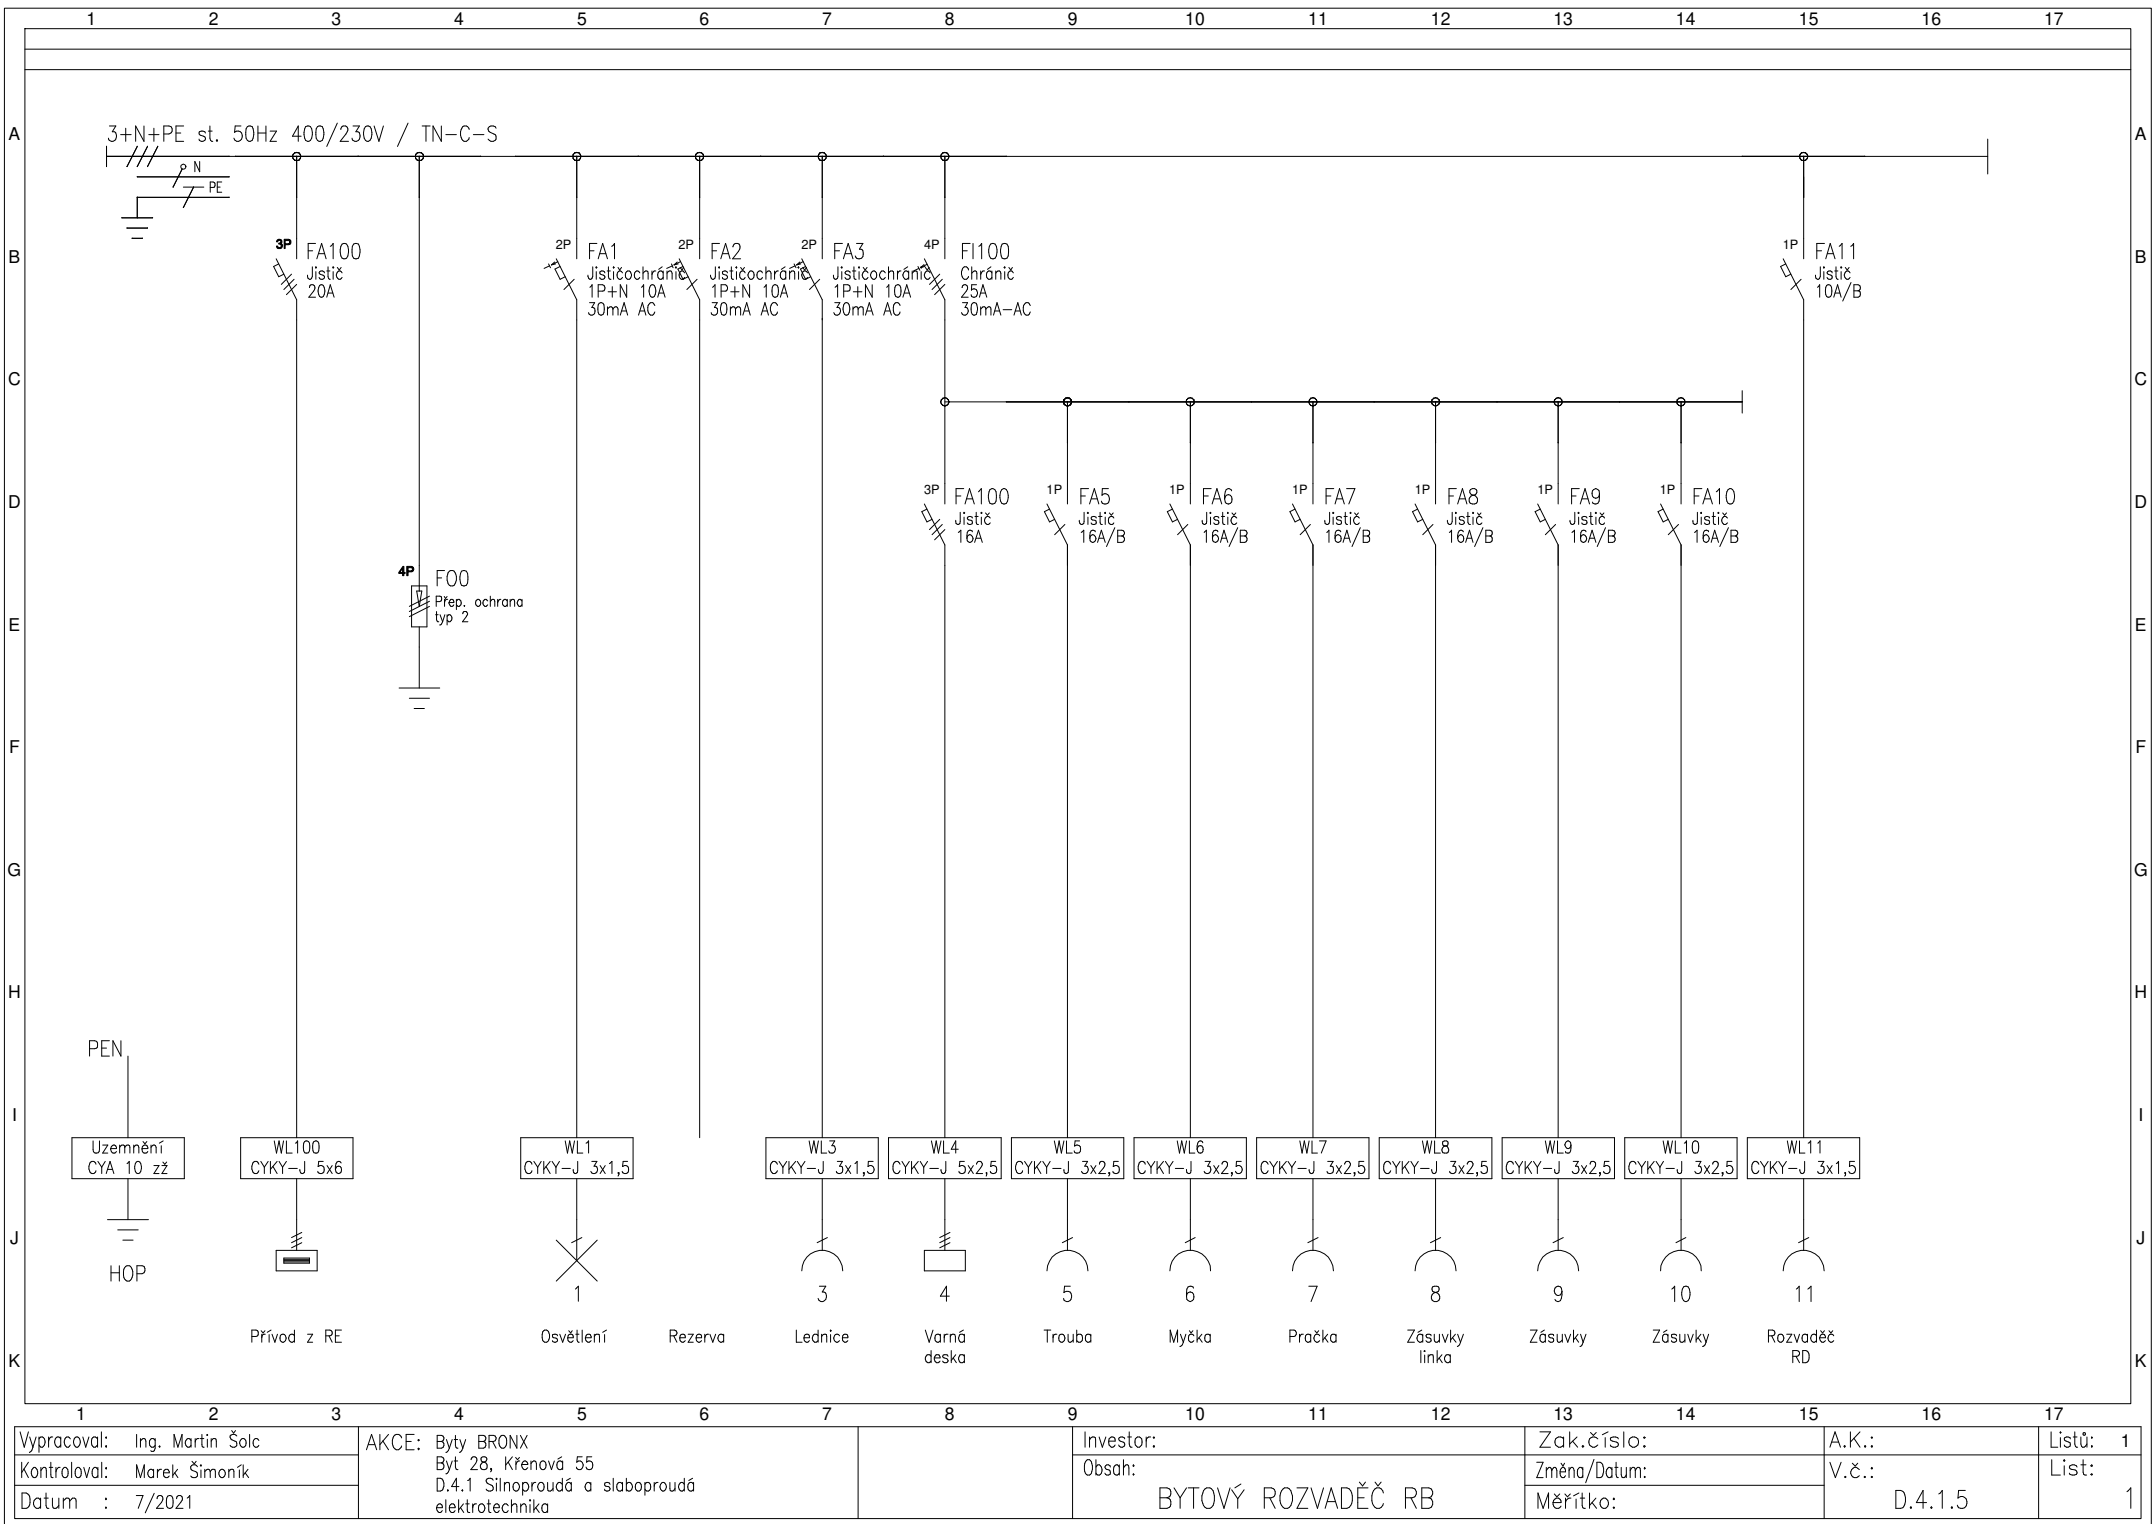 1 2 3 4 5 6 7 8 9 10 11 12 13 14 15 16 17
A A
3+N+PE st. 50Hz 400/230V / TN-C-S
N
PE
B B
3P FA100
Jistič
20A
2P FA1
Jističochránič
1P+N 10A
30mA AC
2P FA2
Jističochránič
1P+N 10A
30mA AC
2P FA3
Jističochránič
1P+N 10A
30mA AC
4P FI100
Chránič
25A
30mA-AC
1P FA11
Jistič
10A/B
C C
D D
3P FA100
Jistič
16A
1P FA5
Jistič
16A/B
1P FA6
Jistič
16A/B
1P FA7
Jistič
16A/B
1P FA8
Jistič
16A/B
1P FA9
Jistič
16A/B
1P FA10
Jistič
16A/B
4P FO0
Přep. ochrana
typ 2
E E
F F
G G
H H
PEN
I I
Uzemnění
CYA 10 zž
WL100
CYKY-J 5x6
WL1
CYKY-J 3x1,5
WL3
CYKY-J 3x1,5
WL4
CYKY-J 5x2,5
WL5
CYKY-J 3x2,5
WL6
CYKY-J 3x2,5
WL7
CYKY-J 3x2,5
WL8
CYKY-J 3x2,5
WL9
CYKY-J 3x2,5
WL10
CYKY-J 3x2,5
WL11
CYKY-J 3x1,5
J J
HOP
1 3 4 5 6 7 8 9 10 11
Přívod z RE
Osvětlení
Rezerva
Lednice
Varná
deska
Trouba
Myčka
Pračka
Zásuvky
linka
Zásuvky
Zásuvky
Rozvaděč
RD
K K
1 2 3 4 5 6 7 8 9 10 11 12 13 14 15 16 17
Vypracoval: Ing. Martin Šolc
Kontroloval: Marek Šimoník
Datum : 7/2021
AKCE: Byty BRONX
Byt 28, Křenová 55
D.4.1 Silnoproudá a slaboproudá
elektrotechnika
Investor:
Obsah:
BYTOVÝ ROZVADĚČ RB
Zak.číslo:
Změna/Datum:
Měřítko:
A.K.:
V.č.:
D.4.1.5
Listů: 1
List:
1